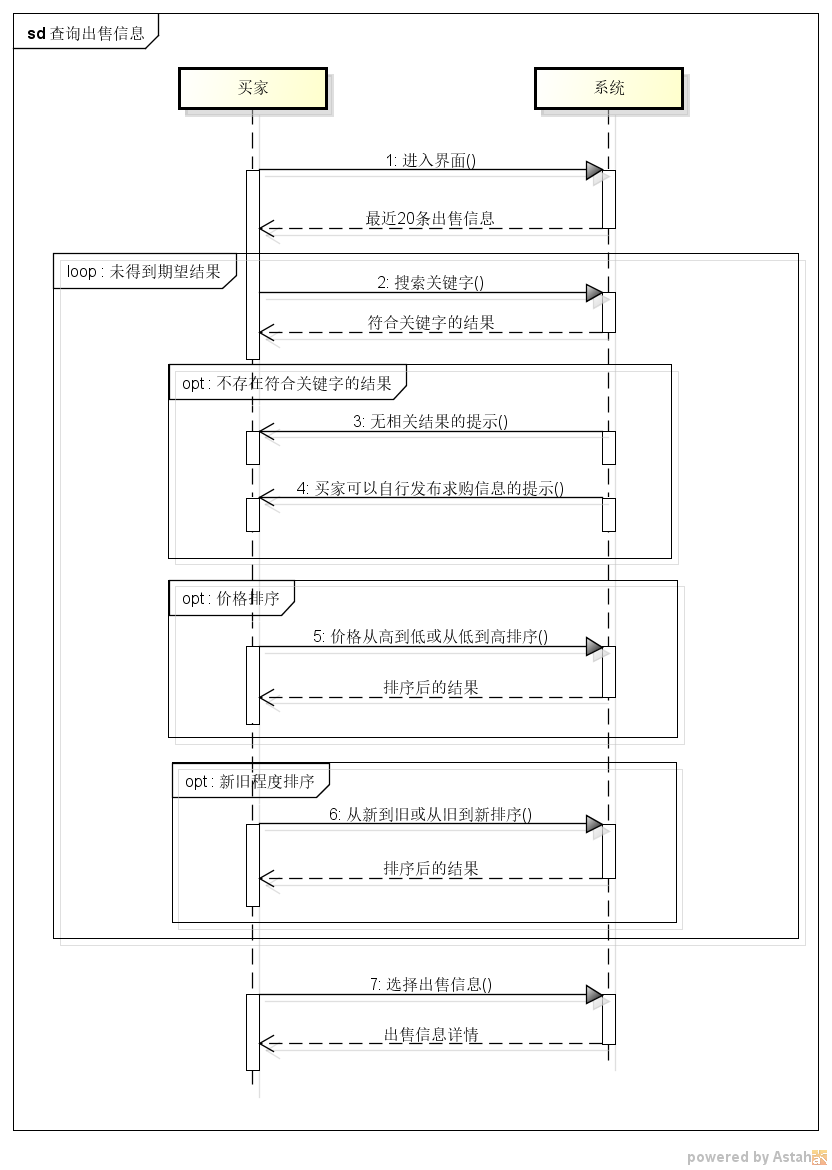 sd 查询出售信息
买家
系统
1: 进入界面()
最近20条出售信息
loop : 未得到期望结果
2: 搜索关键字()
符合关键字的结果
opt : 不存在符合关键字的结果
3: 无相关结果的提示()
4: 买家可以自行发布求购信息的提示()
opt : 价格排序
5: 价格从高到低或从低到高排序()
排序后的结果
opt : 新旧程度排序
6: 从新到旧或从旧到新排序()
排序后的结果
7: 选择出售信息()
出售信息详情
powered by Astah